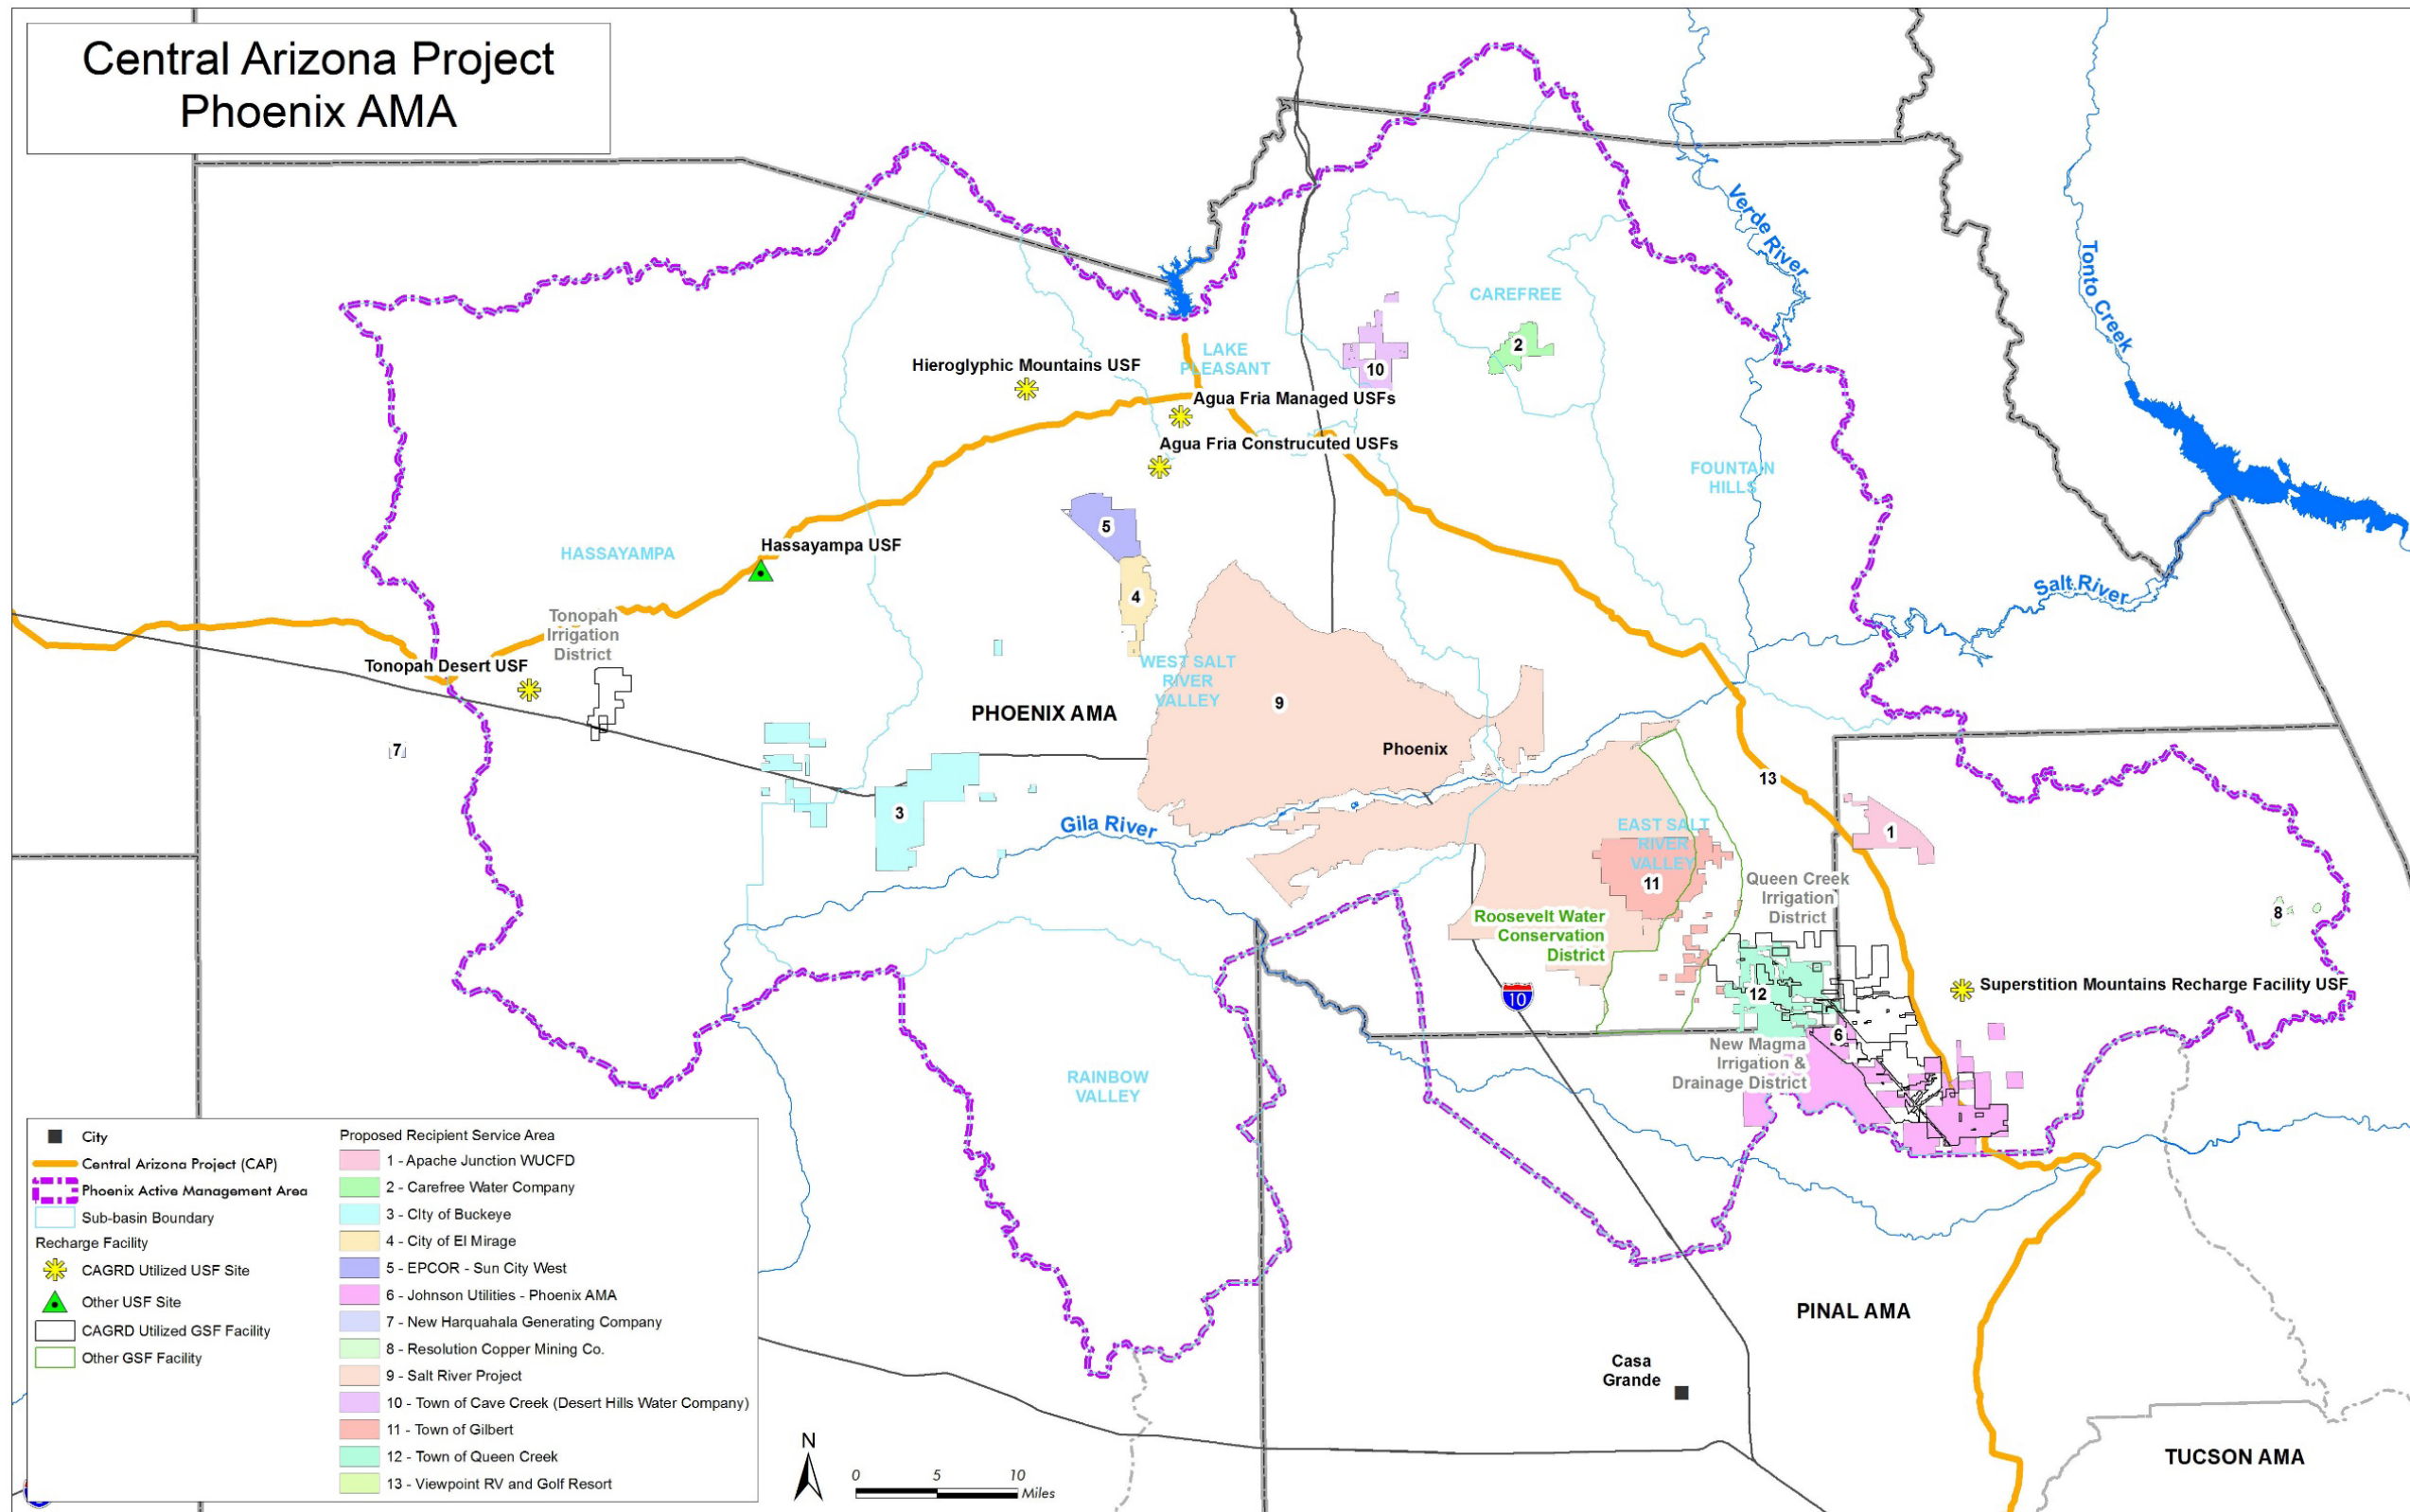 Central Arizona Project
Phoenix AMA
Verde River
Tonto Creek
CAREFREE
2
LAKE
PLEASANT
10
Hieroglyphic Mountains USF
Agua Fria Managed USFs
Agua Fria Construcuted USFs
FOUNTAIN
HILLS
5
Hassayampa USF
HASSAYAMPA
4
Salt River
Tonopah
Irrigation
District
Tonopah Desert USF
WEST SALT
RIVER
VALLEY
9
PHOENIX AMA
7
Phoenix
13
3
Gila River
1
EAST SALT
RIVER
VALLEY
11
Queen Creek
Irrigation
District
8
Roosevelt Water
Conservation
District
10
12
Superstition Mountains Recharge Facility USF
6
New Magma
Irrigation &
Drainage District
RAINBOW
VALLEY
PINAL AMA
Casa
Grande
TUCSON AMA
City
Central Arizona Project (CAP)
Phoenix Active Management Area
Sub-basin Boundary
Recharge Facility
CAGRD Utilized USF Site
Other USF Site
CAGRD Utilized GSF Facility
Other GSF Facility
Proposed Recipient Service Area
1 - Apache Junction WUCFD
2 - Carefree Water Company
3 - CIty of Buckeye
4 - City of El Mirage
5 - EPCOR - Sun City West
6 - Johnson Utilities - Phoenix AMA
7 - New Harquahala Generating Company
8 - Resolution Copper Mining Co.
9 - Salt River Project
10 - Town of Cave Creek (Desert Hills Water Company)
11 - Town of Gilbert
12 - Town of Queen Creek
13 - Viewpoint RV and Golf Resort
N
0 5 10
Miles